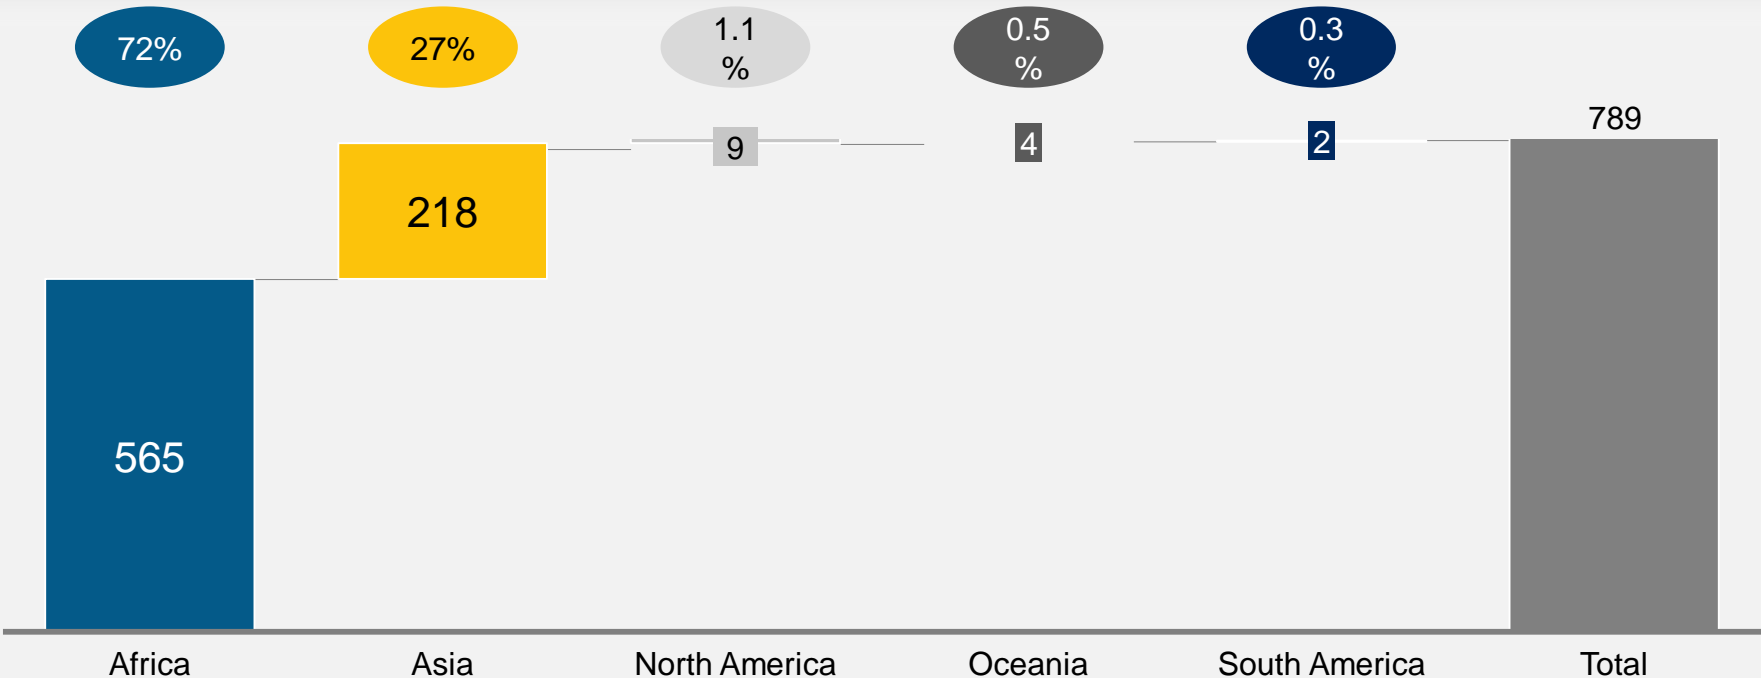 72%
27%
1.1
%
0.5
%
0.3
%
565
218
9
4
2
789
Africa
Asia
North America
Oceania
South America
Total